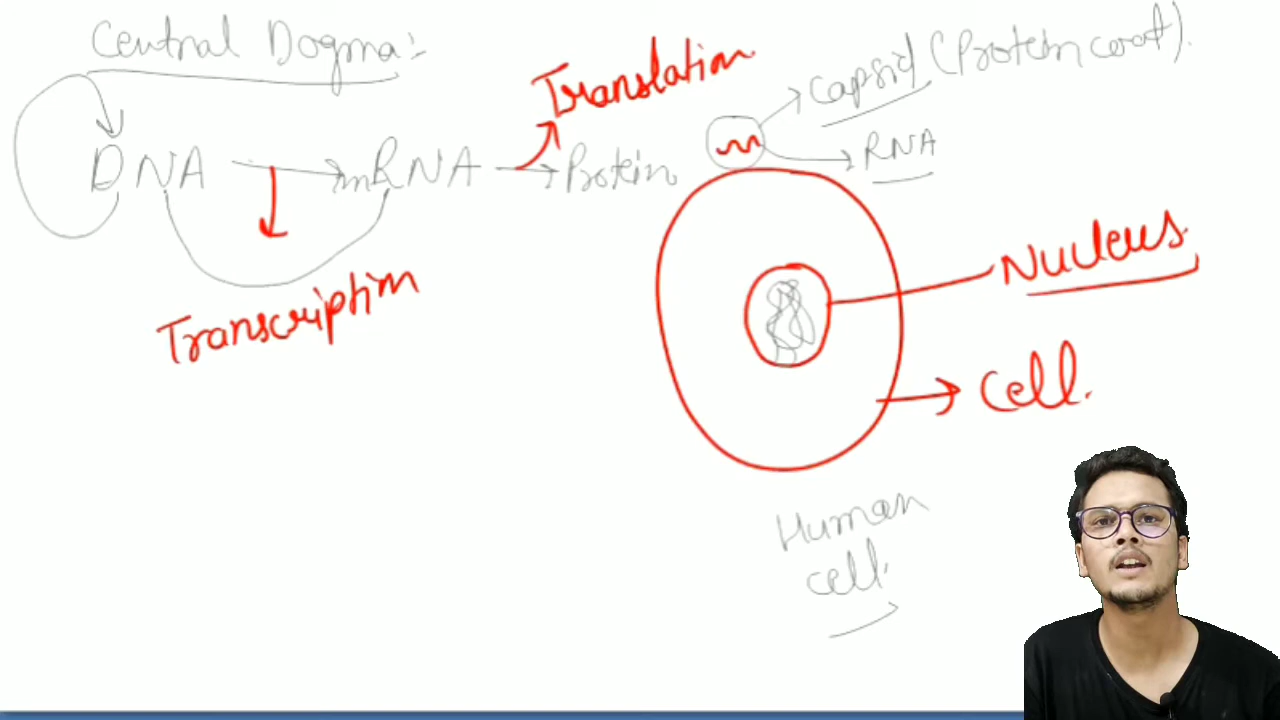 Central Dogma:-
DNA
mRNA
Protein
Translation
Transcription
Capsid (Protein coat).
RNA
Nucleus.
Cell.
Human
cell.